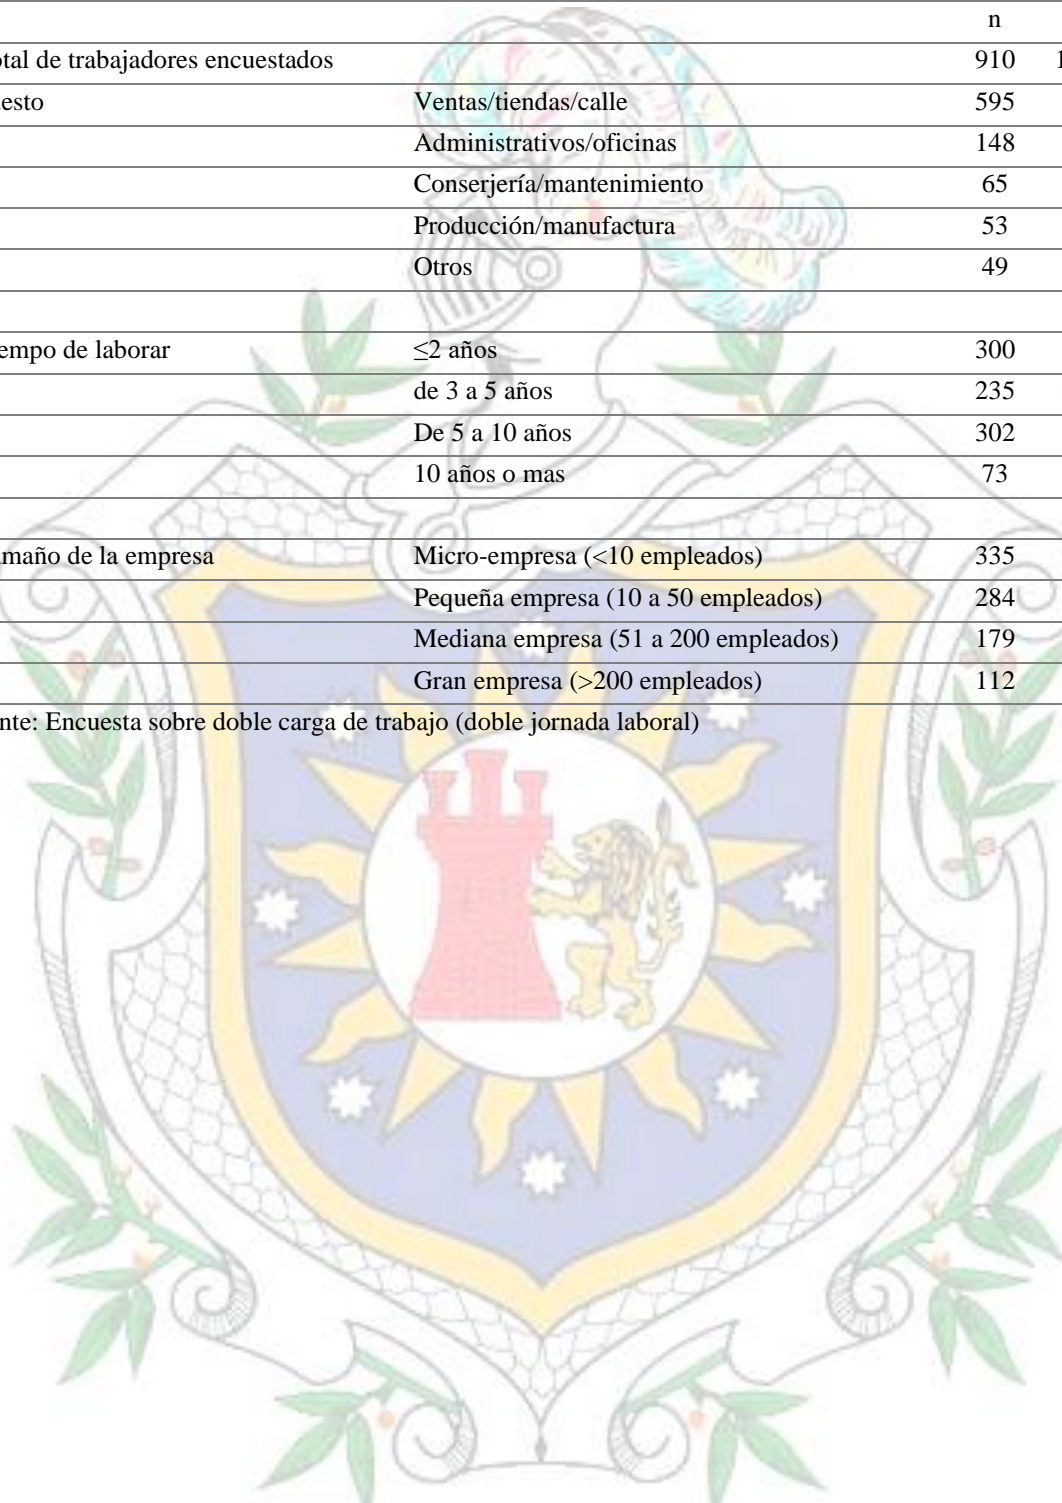 n
otal de trabajadores encuestados 910 1
esto Ventas/tiendas/calle 595
Administrativos/oficinas 148
Conserjería/mantenimiento 65
Producción/manufactura 53
Otros 49
empo de laborar ≤2 años 300
de 3 a 5 años 235
De 5 a 10 años 302
10 años o mas 73
maño de la empresa Micro-empresa (<10 empleados) 335
Pequeña empresa (10 a 50 empleados) 284
Mediana empresa (51 a 200 empleados) 179
Gran empresa (>200 empleados) 112
nte: Encuesta sobre doble carga de trabajo (doble jornada laboral)